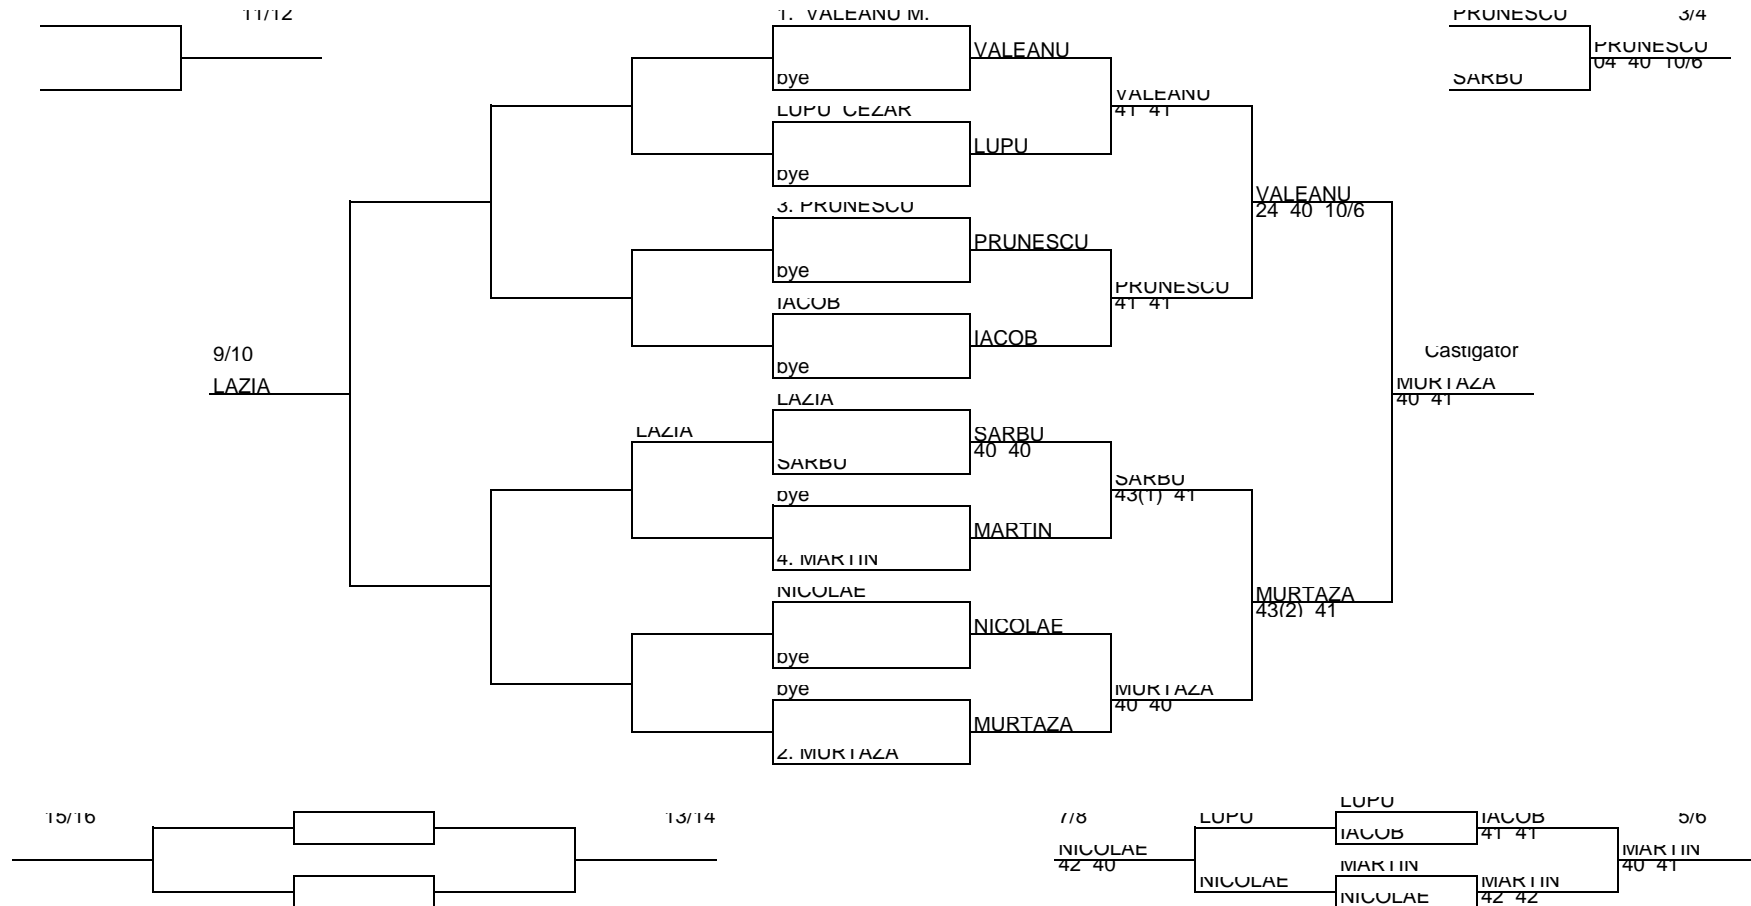 11/12
1. VALEANU M.
bye
VALEANU
LUPU CEZAR
bye
LUPU
VALEANU
41 41
3. PRUNESCU
bye
PRUNESCU
IACOB
bye
IACOB
PRUNESCU
41 41
VALEANU
24 40 10/6
LAZIA
SARBU
SARBU
40 40
bye
4. MARTIN
MARTIN
SARBU
43(1) 41
NICOLAE
bye
NICOLAE
bye
2. MURTAZA
MURTAZA
MURTAZA
40 40
MURTAZA
43(2) 41
Castigator
MURTAZA
40 41
PRUNESCU
SARBU
3/4
PRUNESCU
04 40 10/6
9/10
LAZIA
LAZIA
15/16
13/14
7/8
NICOLAE
42 40
LUPU
NICOLAE
LUPU
IACOB
MARTIN
NICOLAE
IACOB
41 41
MARTIN
42 42
5/6
MARTIN
40 41